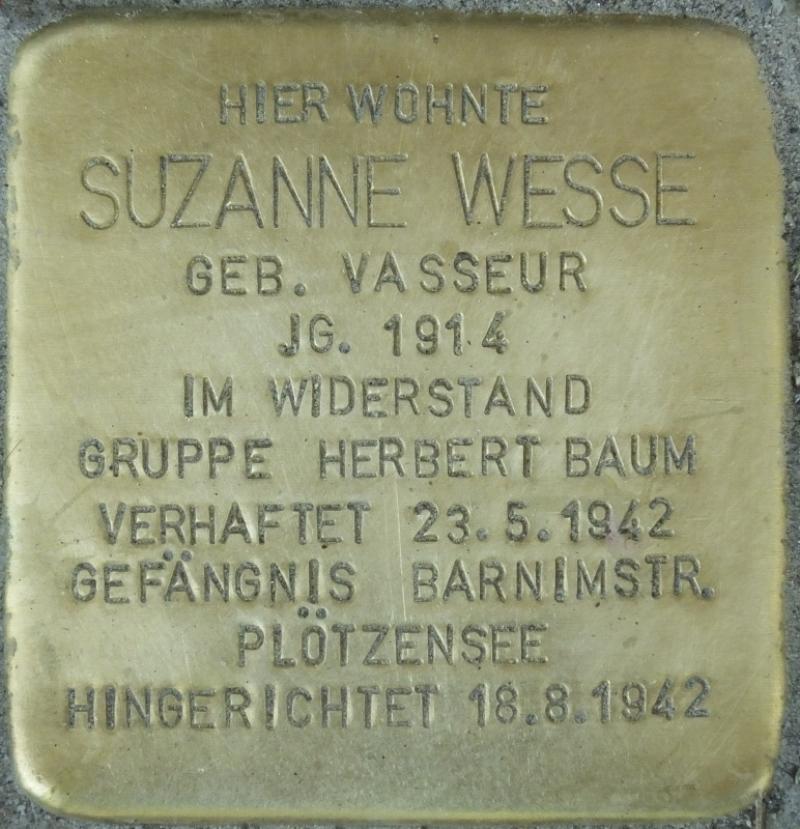 HIER WOHNTE
SUZANNE WESSE
GEB. VASSEUR
JG. 1914
IM WIDERSTAND
GRUPPE HERBERT BAUM
VERHAFTET 23.5.1942
GEFÄNGNIS BARNIMSTR.
PLÖTZENSEE
HINGERICHTET 18.8.1942